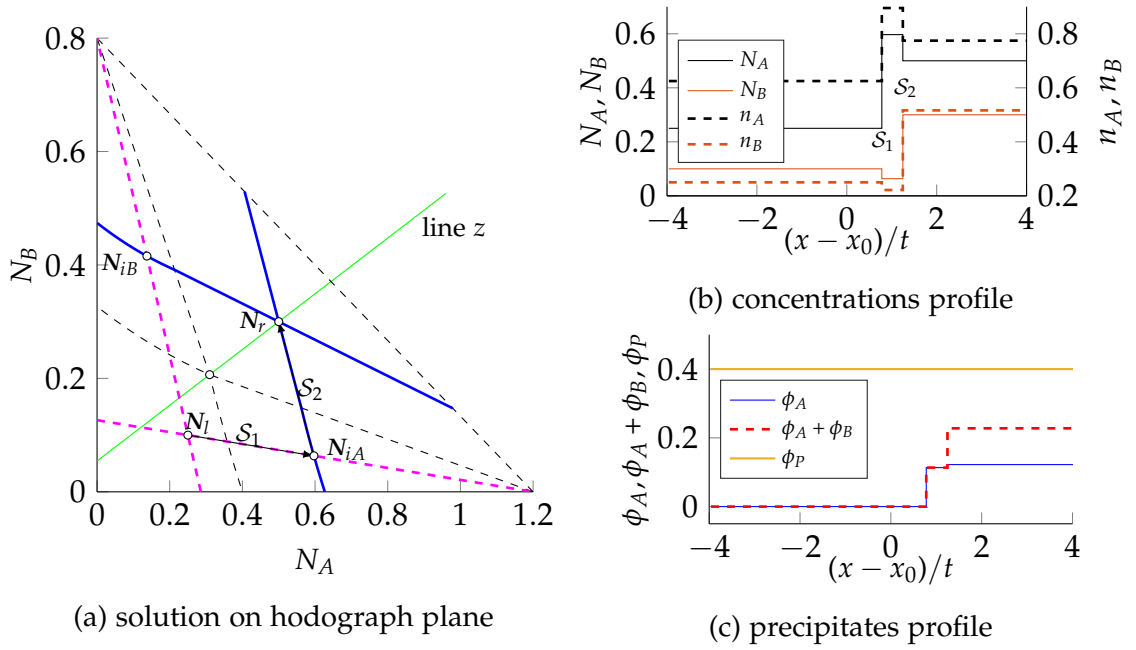 0.8
0.6
0.4
0.2
0
N_B
0
0.2
0.4
0.6
0.8
1
1.2
N_A
line z
N_{iB}
N_r
S_2
N_l
S_1
N_{iA}
(a) solution on hodograph plane
0.6
0.4
0.2
0
N_A, N_B
0.8
0.6
0.4
0.2
n_A, n_B
N_A
N_B
n_A
n_B
S_2
S_1
−4
−2
0
2
4
(x − x_0)/t
(b) concentrations profile
0.4
0.2
0
ϕ_A, ϕ_A + ϕ_B, ϕ_P
ϕ_A
ϕ_A + ϕ_B
ϕ_P
−4
−2
0
2
4
(x − x_0)/t
(c) precipitates profile